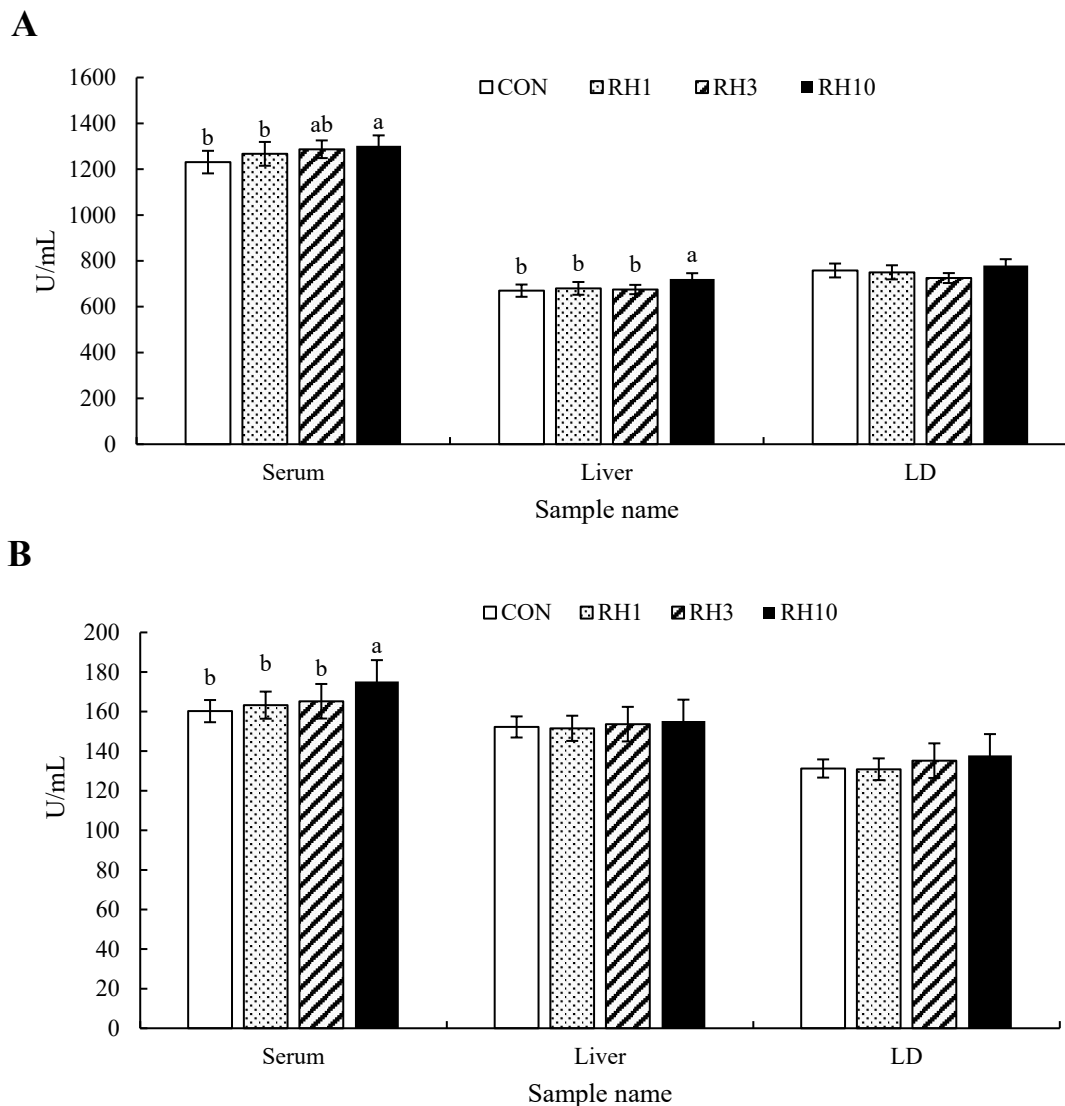 A
1600
1400
1200
1000
800
600
400
200
0
U/mL
CON RH1 RH3 RH10
b b ab a
b b b a
Serum Liver LD
Sample name
B
200
180
160
140
120
100
80
60
40
20
0
U/mL
CON RH1 RH3 RH10
b b b a
Serum Liver LD
Sample name